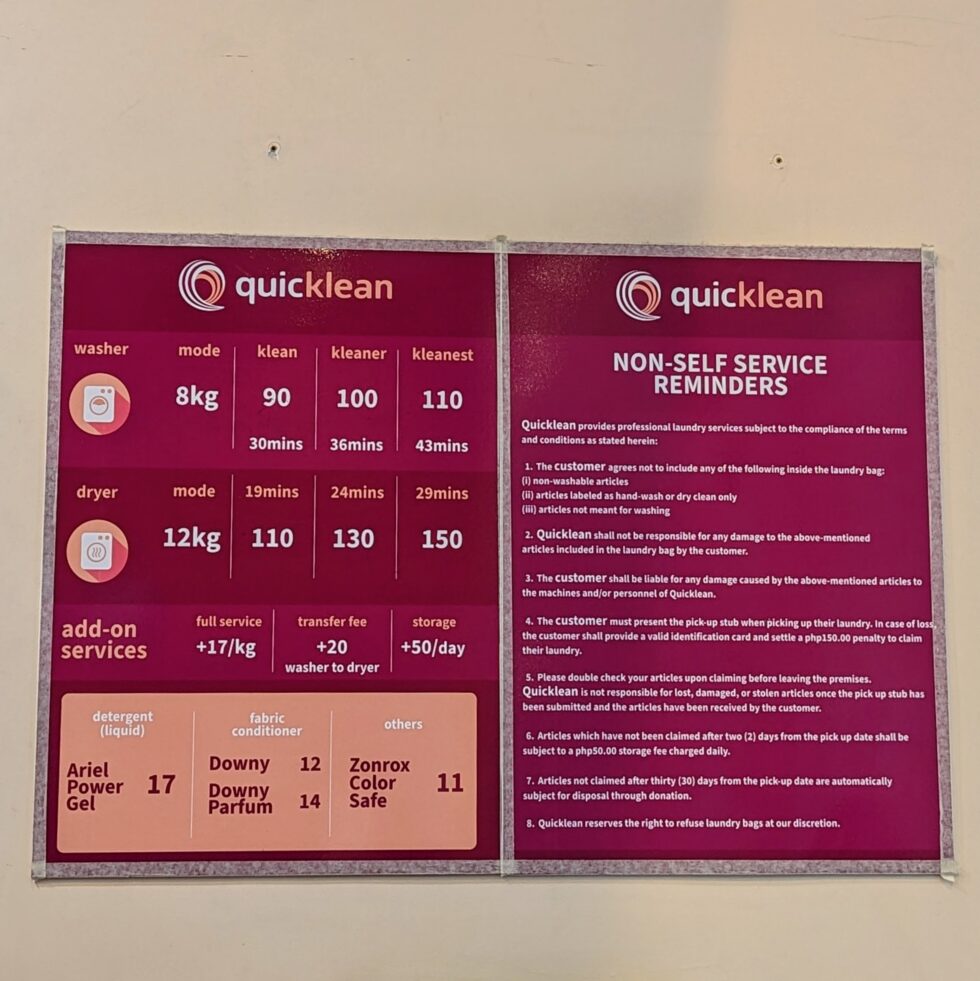 quicklean
washer mode klean kleaner kleanest
8kg 90 100 110
30mins 36mins 43mins
dryer mode 19mins 24mins 29mins
12kg 110 130 150
add-on
services
full service transfer fee storage
+17/kg +20 +50/day
washer to dryer
detergent
(liquid)
Ariel
Power
Gel
17
fabric
conditioner
Downy 12
Downy
Parfum
14
others
Zonrox
Color
Safe
11
quicklean
NON-SELF SERVICE
REMINDERS
Quicklean provides professional laundry services subject to the compliance of the terms
and conditions as stated herein:
1. The customer agrees not to include any of the following inside the laundry bag:
(i) non-washable articles
(ii) articles labeled as hand-wash or dry clean only
(iii) articles not meant for washing
2. Quicklean shall not be responsible for any damage to the above-mentioned
articles included in the laundry bag by the customer.
3. The customer shall be liable for any damage caused by the above-mentioned articles to
the machines and/or personnel of Quicklean.
4. The customer must present the pick-up stub when picking up their laundry. In case of loss,
the customer shall provide a valid identification card and settle a php150.00 penalty to claim
their laundry.
5. Please double check your articles upon claiming before leaving the premises.
Quicklean is not responsible for lost, damaged, or stolen articles once the pick up stub has
been submitted and the articles have been received by the customer.
6. Articles which have not been claimed after two (2) days from the pick up date shall be
subject to a php50.00 storage fee charged daily.
7. Articles not claimed after thirty (30) days from the pick-up date are automatically
subject for disposal through donation.
8. Quicklean reserves the right to refuse laundry bags at our discretion.